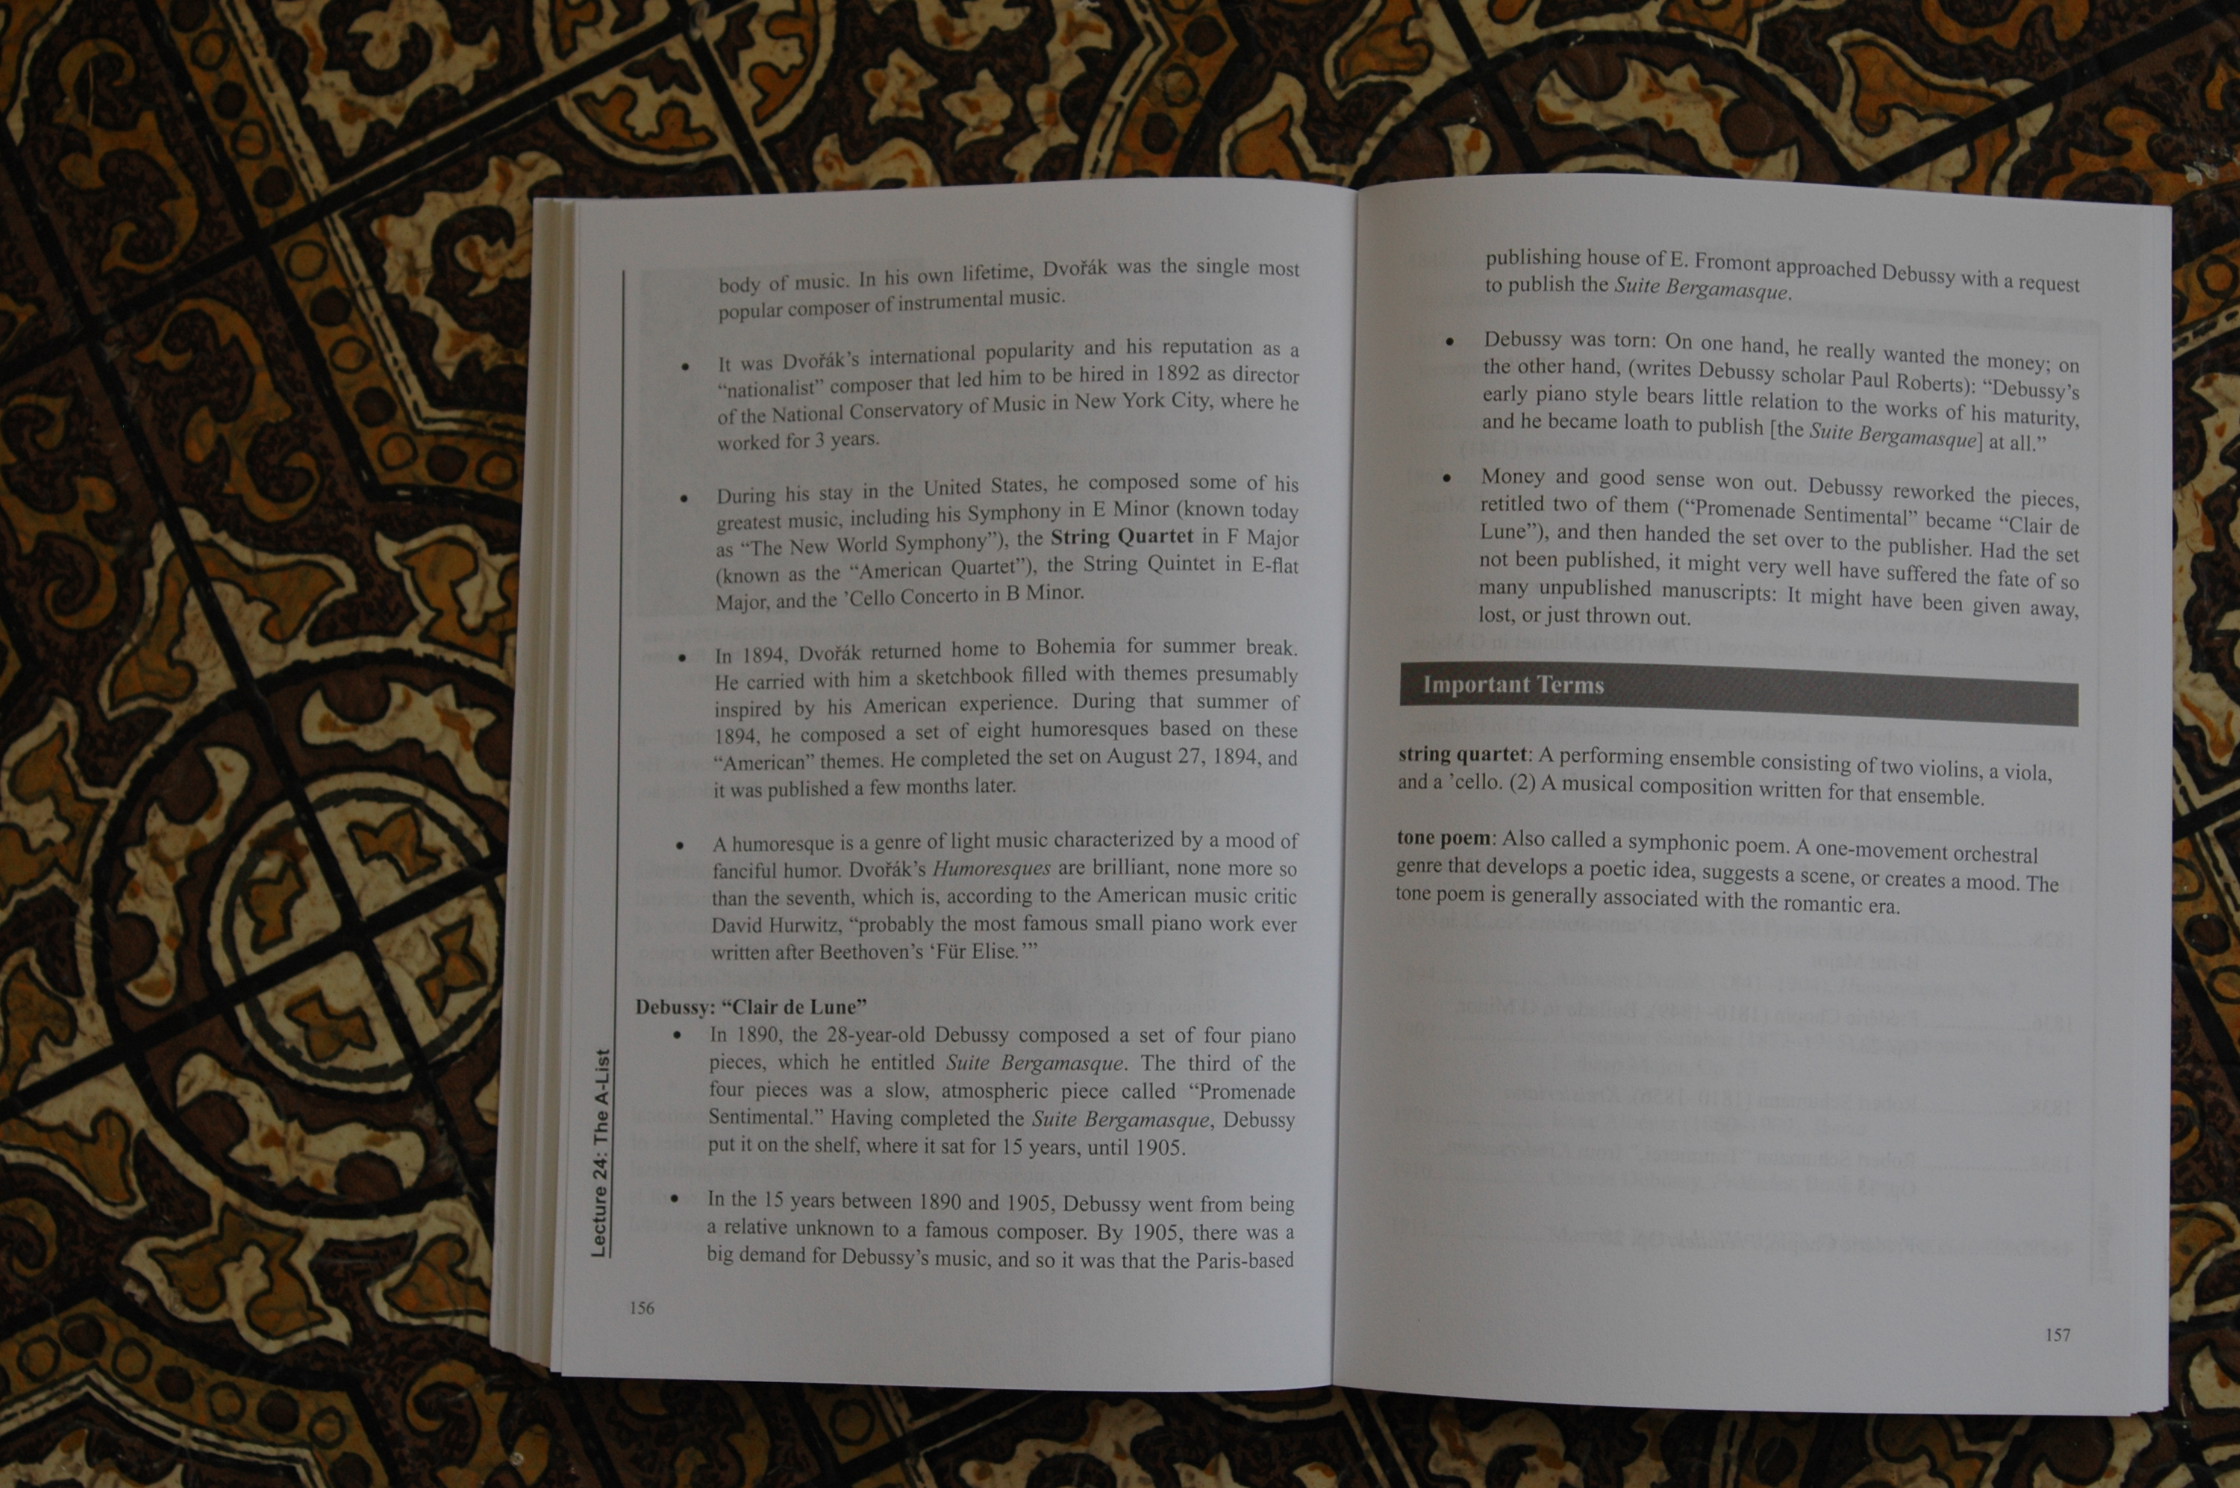 body of music. In his own lifetime, Dvořák was the single most
popular composer of instrumental music.
• It was Dvořák’s international popularity and his reputation as a
“nationalist” composer that led him to be hired in 1892 as director
of the National Conservatory of Music in New York City, where he
worked for 3 years.
• During his stay in the United States, he composed some of his
greatest music, including his Symphony in E Minor (known today
as “The New World Symphony”), the String Quartet in F Major
(known as the “American Quartet”), the String Quintet in E-flat
Major, and the ’Cello Concerto in B Minor.
• In 1894, Dvořák returned home to Bohemia for summer break.
He carried with him a sketchbook filled with themes presumably
inspired by his American experience. During that summer of
1894, he composed a set of eight humoresques based on these
“American” themes. He completed the set on August 27, 1894, and
it was published a few months later.
• A humoresque is a genre of light music characterized by a mood of
fanciful humor. Dvořák’s Humoresques are brilliant, none more so
than the seventh, which is, according to the American music critic
David Hurwitz, “probably the most famous small piano work ever
written after Beethoven’s ‘Für Elise.’”
Debussy: “Clair de Lune”
• In 1890, the 28-year-old Debussy composed a set of four piano
pieces, which he entitled Suite Bergamasque. The third of the
four pieces was a slow, atmospheric piece called “Promenade
Sentimental.” Having completed the Suite Bergamasque, Debussy
put it on the shelf, where it sat for 15 years, until 1905.
• In the 15 years between 1890 and 1905, Debussy went from being
a relative unknown to a famous composer. By 1905, there was a
big demand for Debussy’s music, and so it was that the Paris-based
Lecture 24: The A-List
156
publishing house of E. Fromont approached Debussy with a request
to publish the Suite Bergamasque.
• Debussy was torn: On one hand, he really wanted the money; on
the other hand, (writes Debussy scholar Paul Roberts): “Debussy’s
early piano style bears little relation to the works of his maturity,
and he became loath to publish [the Suite Bergamasque] at all.”
• Money and good sense won out. Debussy reworked the pieces,
retitled two of them (“Promenade Sentimental” became “Clair de
Lune”), and then handed the set over to the publisher. Had the set
not been published, it might very well have suffered the fate of so
many unpublished manuscripts: It might have been given away,
lost, or just thrown out.
Important Terms
string quartet: A performing ensemble consisting of two violins, a viola,
and a ’cello. (2) A musical composition written for that ensemble.
tone poem: Also called a symphonic poem. A one-movement orchestral
genre that develops a poetic idea, suggests a scene, or creates a mood. The
tone poem is generally associated with the romantic era.
157